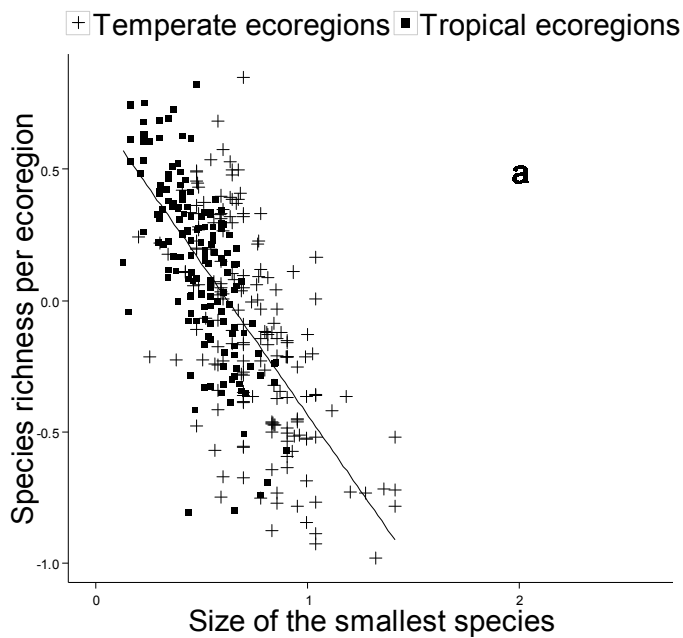 Temperate ecoregions Tropical ecoregions
a
Species richness per ecoregion
0.5
0.0
-0.5
-1.0
0 1 2
Size of the smallest species